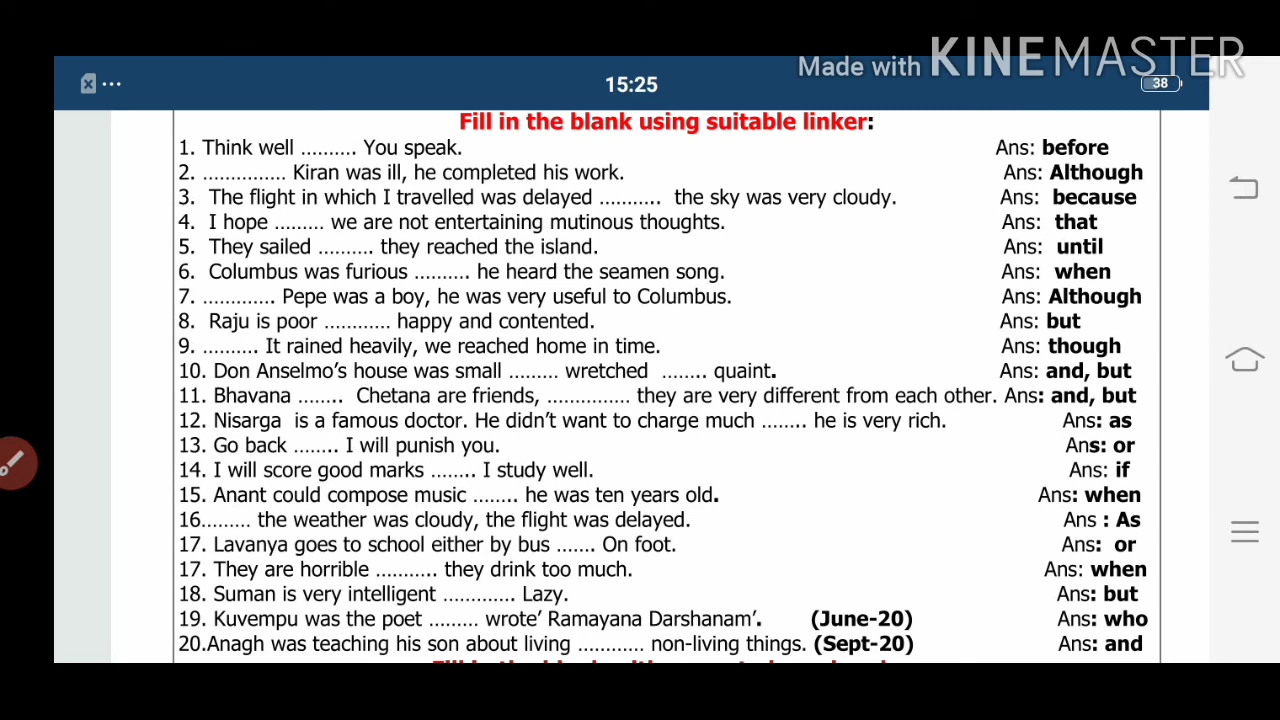 Made with KINEMASTER
15:25
38
Fill in the blank using suitable linker:
1. Think well .......... You speak. Ans: before
2. ............... Kiran was ill, he completed his work. Ans: Although
3. The flight in which I travelled was delayed ........... the sky was very cloudy. Ans: because
4. I hope ......... we are not entertaining mutinous thoughts. Ans: that
5. They sailed .......... they reached the island. Ans: until
6. Columbus was furious .......... he heard the seamen song. Ans: when
7. ............. Pepe was a boy, he was very useful to Columbus. Ans: Although
8. Raju is poor ............ happy and contented. Ans: but
9. .......... It rained heavily, we reached home in time. Ans: though
10. Don Anselmo's house was small ......... wretched ........ quaint. Ans: and, but
11. Bhavana ........ Chetana are friends, ............... they are very different from each other. Ans: and, but
12. Nisarga is a famous doctor. He didn't want to charge much ........ he is very rich. Ans: as
13. Go back ........ I will punish you. Ans: or
14. I will score good marks ........ I study well. Ans: if
15. Anant could compose music ........ he was ten years old. Ans: when
16......... the weather was cloudy, the flight was delayed. Ans : As
17. Lavanya goes to school either by bus ....... On foot. Ans: or
17. They are horrible ........... they drink too much. Ans: when
18. Suman is very intelligent ............. Lazy. Ans: but
19. Kuvempu was the poet ......... wrote' Ramayana Darshanam'. (June-20) Ans: who
20.Anagh was teaching his son about living ............ non-living things. (Sept-20) Ans: and